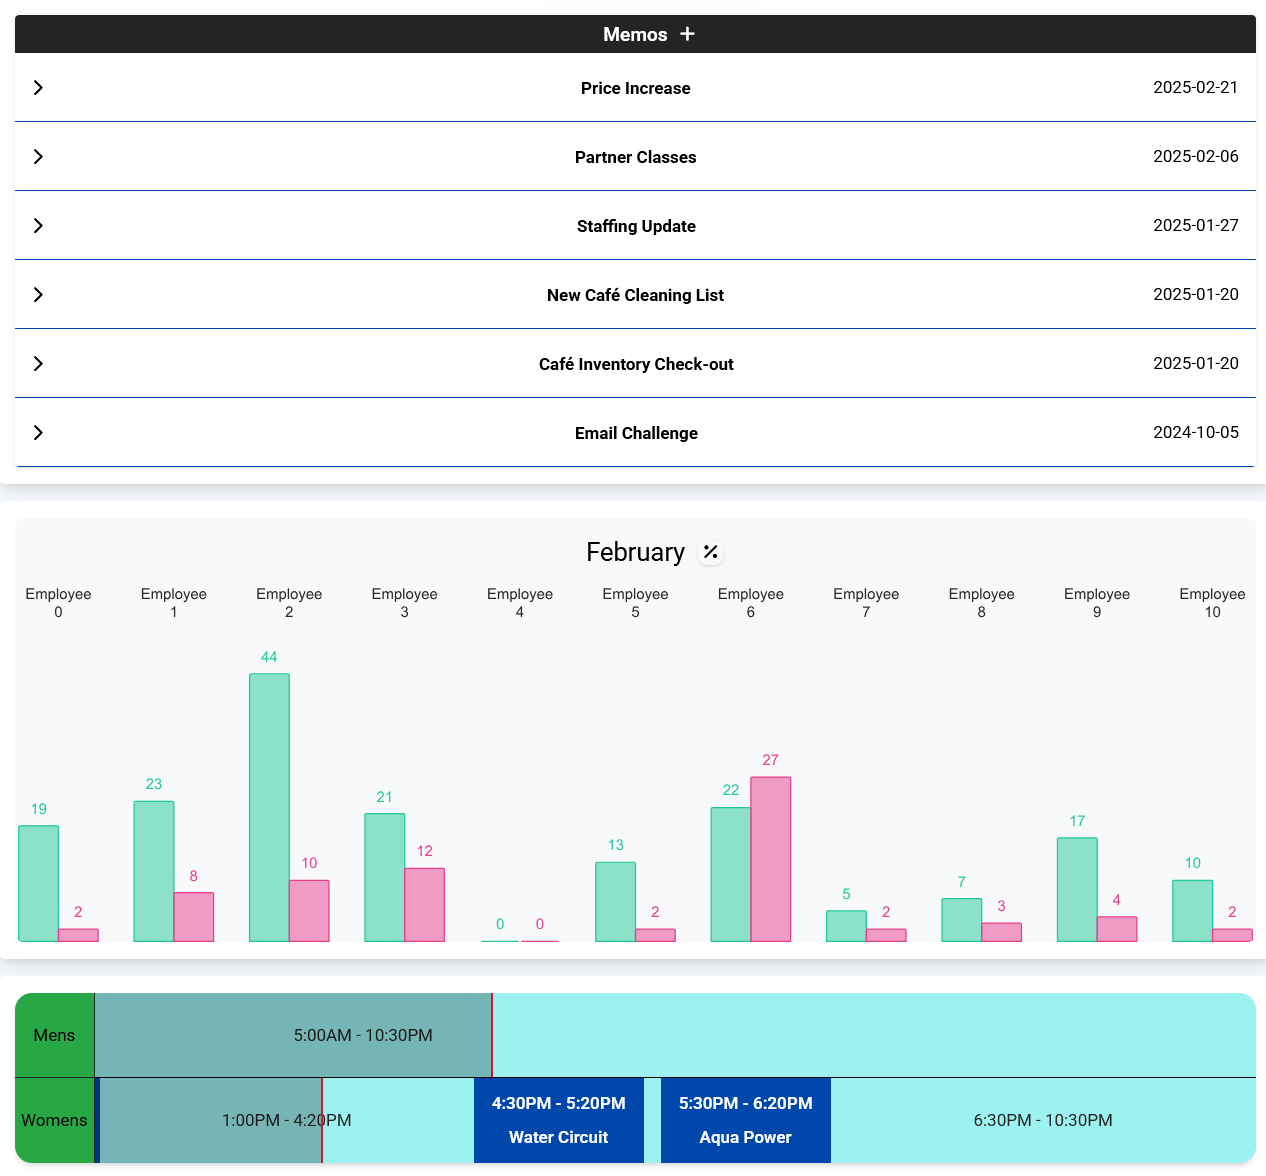 Memos +
Price Increase 2025-02-21
Partner Classes 2025-02-06
Staffing Update 2025-01-27
New Café Cleaning List 2025-01-20
Café Inventory Check-out 2025-01-20
Email Challenge 2024-10-05
February %
Employee Employee Employee Employee Employee Employee Employee Employee Employee Employee Employee
0 1 2 3 4 5 6 7 8 9 10
44
27
23 22
19 21 17
13 12
10 8 5 7 10
2 0 0 2 2 3 4 2
Mens 5:00AM - 10:30PM
4:30PM - 5:20PM 5:30PM - 6:20PM
Womens 1:00PM - 4:20PM 6:30PM - 10:30PM
Water Circuit Aqua Power